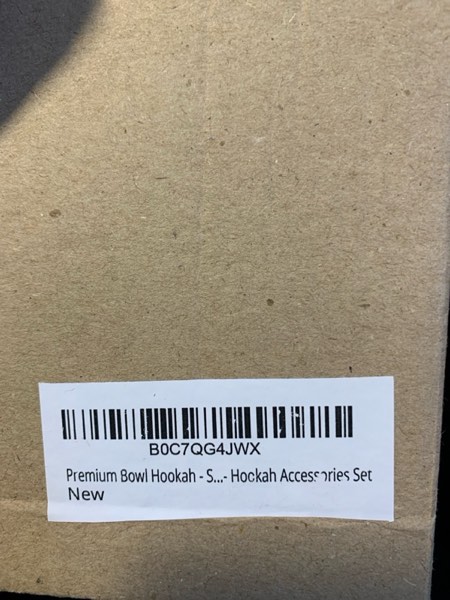 B0C7QG4JWX
Premium Bowl Hookah - S...- Hookah Accessories Set
New